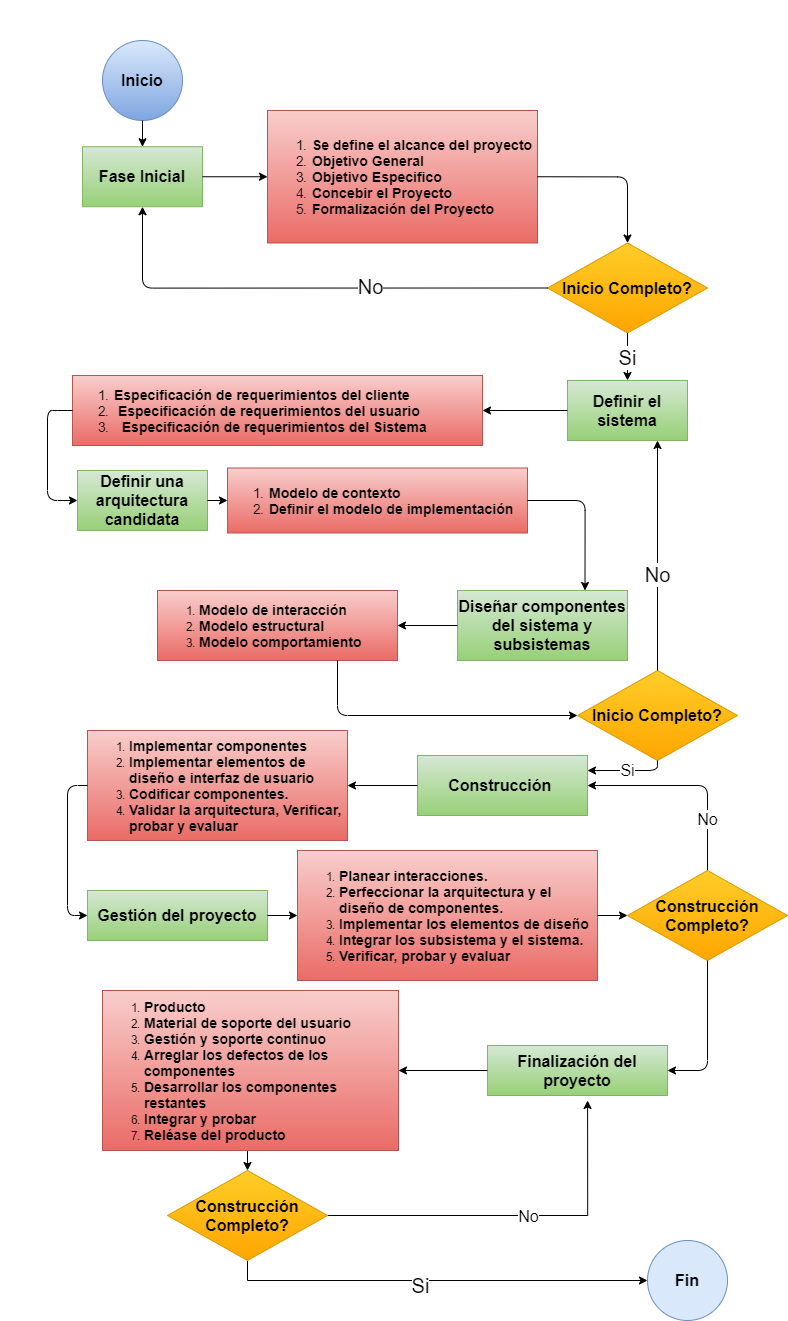 Inicio
Fase Inicial
1. Se define el alcance del proyecto
2. Objetivo General
3. Objetivo Especifico
4. Concebir el Proyecto
5. Formalización del Proyecto
Inicio Completo?
No
Si
Definir el
sistema
1. Especificación de requerimientos del cliente
2. Especificación de requerimientos del usuario
3. Especificación de requerimientos del Sistema
Definir una
arquitectura
candidata
1. Modelo de contexto
2. Definir el modelo de implementación
Diseñar componentes
del sistema y
subsistemas
1. Modelo de interacción
2. Modelo estructural
3. Modelo comportamiento
Inicio Completo?
No
Si
Construcción
1. Implementar componentes
2. Implementar elementos de
diseño e interfaz de usuario
3. Codificar componentes.
4. Validar la arquitectura, Verificar,
probar y evaluar
Gestión del proyecto
1. Planear interacciones.
2. Perfeccionar la arquitectura y el
diseño de componentes.
3. Implementar los elementos de diseño
4. Integrar los subsistema y el sistema.
5. Verificar, probar y evaluar
Construcción
Completo?
No
Finalización del
proyecto
1. Producto
2. Material de soporte del usuario
3. Gestión y soporte continuo
4. Arreglar los defectos de los
componentes
5. Desarrollar los componentes
restantes
6. Integrar y probar
7. Reléase del producto
Construcción
Completo?
No
Si
Fin